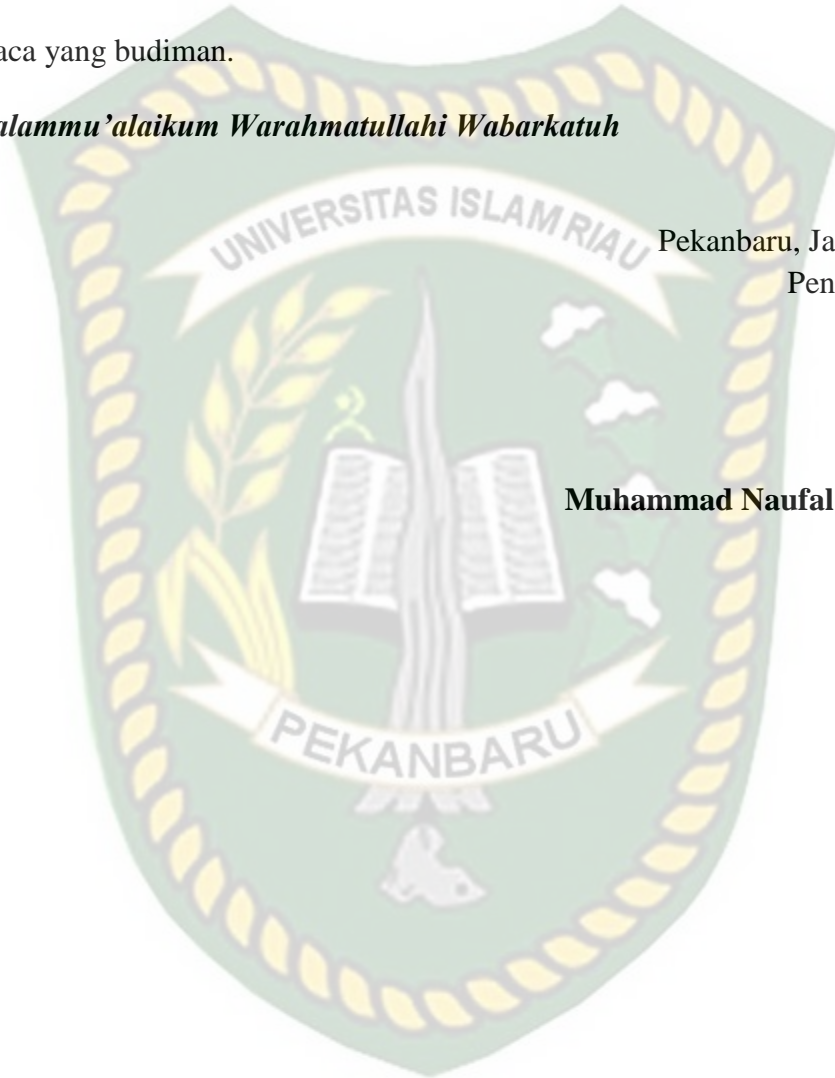 aca yang budiman.
alammu’alaikum Warahmatullahi Wabarkatuh
UNIVERSITAS ISLAM RIAU
Pekanbaru, Ja
Pen
Muhammad Naufal
PEKANBARU